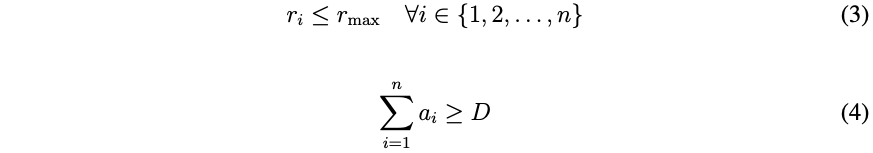 r_i ≤ r_max ∀i ∈ {1, 2, . . . , n} (3)
∑_{i=1}^{n} a_i ≥ D (4)